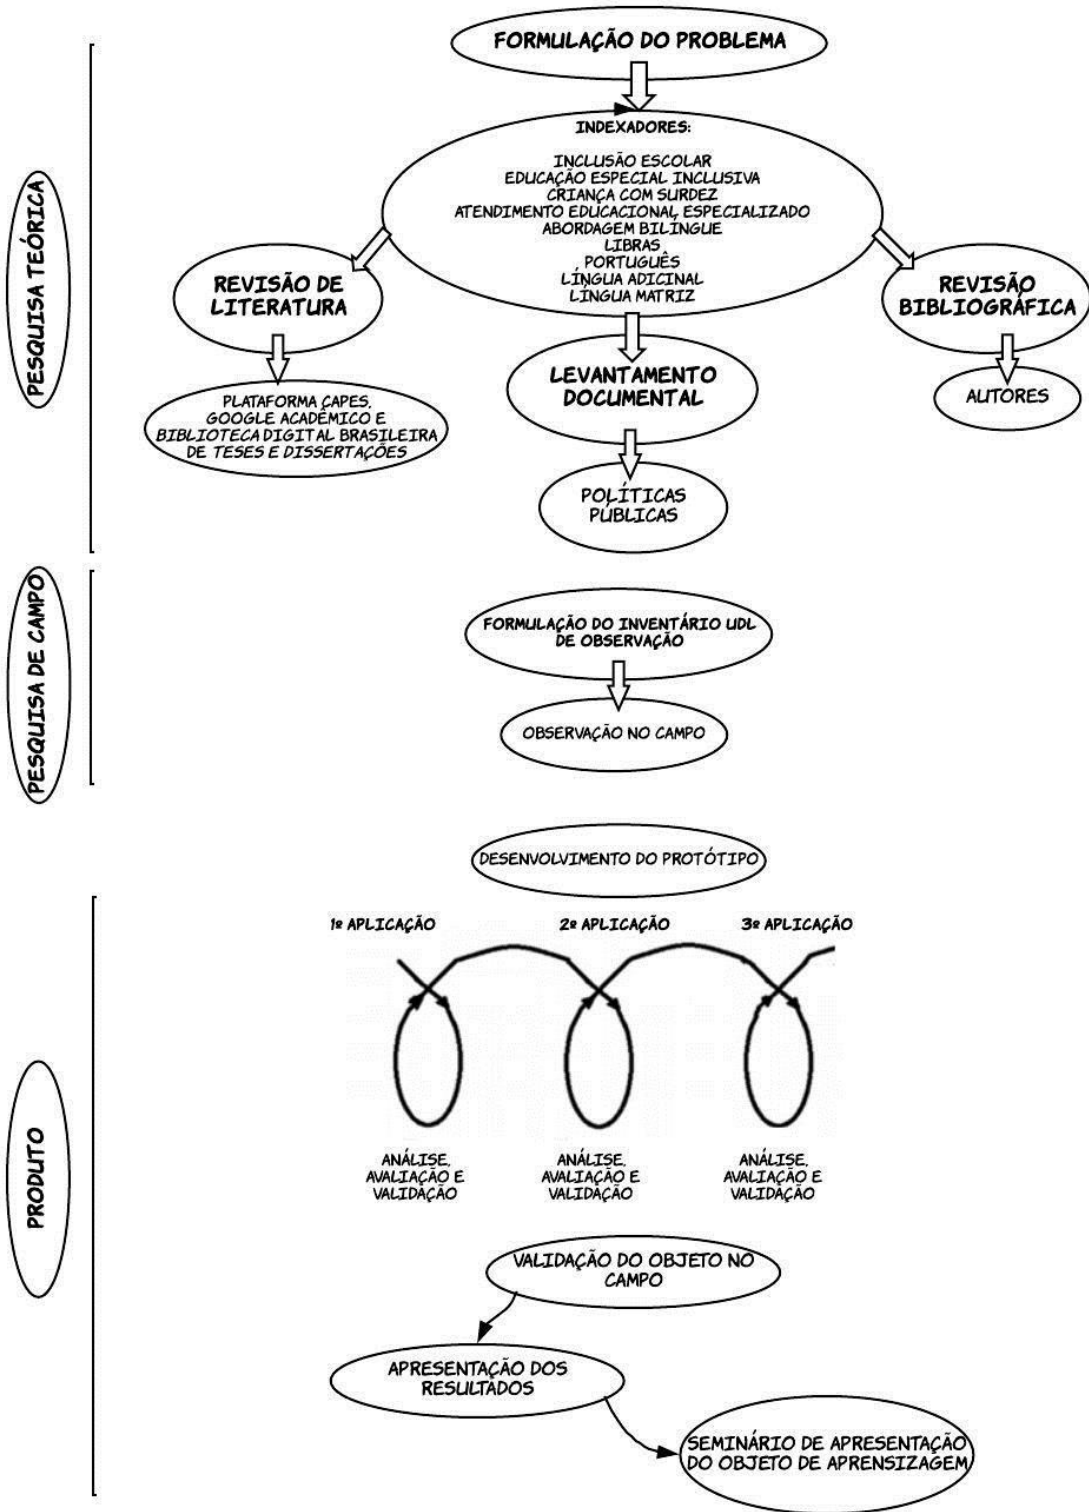 FORMULAÇÃO DO PROBLEMA
INDEXADORES:
INCLUSÃO ESCOLAR
EDUCAÇÃO ESPECIAL INCLUSIVA
CRIANÇA COM SURDEZ
ATENDIMENTO EDUCACIONAL ESPECIALIZADO
ABORDAGEM BILÍNGUE
LIBRAS
PORTUGUÊS
LÍNGUA ADICINAL
LÍNGUA MATRIZ
PESQUISA TEÓRICA
REVISÃO DE
LITERATURA
REVISÃO
BIBLIOGRÁFICA
LEVANTAMENTO
DOCUMENTAL
PLATAFORMA CAPES,
GOOGLE ACADÊMICO E
BIBLIOTECA DIGITAL BRASILEIRA
DE TESES E DISSERTAÇÕES
AUTORES
POLÍTICAS
PÚBLICAS
PESQUISA DE CAMPO
FORMULAÇÃO DO INVENTÁRIO UDL
DE OBSERVAÇÃO
OBSERVAÇÃO NO CAMPO
DESENVOLVIMENTO DO PROTÓTIPO
1º APLICAÇÃO
2º APLICAÇÃO
3º APLICAÇÃO
PRODUTO
ANÁLISE,
AVALIAÇÃO E
VALIDAÇÃO
ANÁLISE,
AVALIAÇÃO E
VALIDAÇÃO
ANÁLISE,
AVALIAÇÃO E
VALIDAÇÃO
VALIDAÇÃO DO OBJETO NO
CAMPO
APRESENTAÇÃO DOS
RESULTADOS
SEMINÁRIO DE APRESENTAÇÃO
DO OBJETO DE APRENSIZAGEM